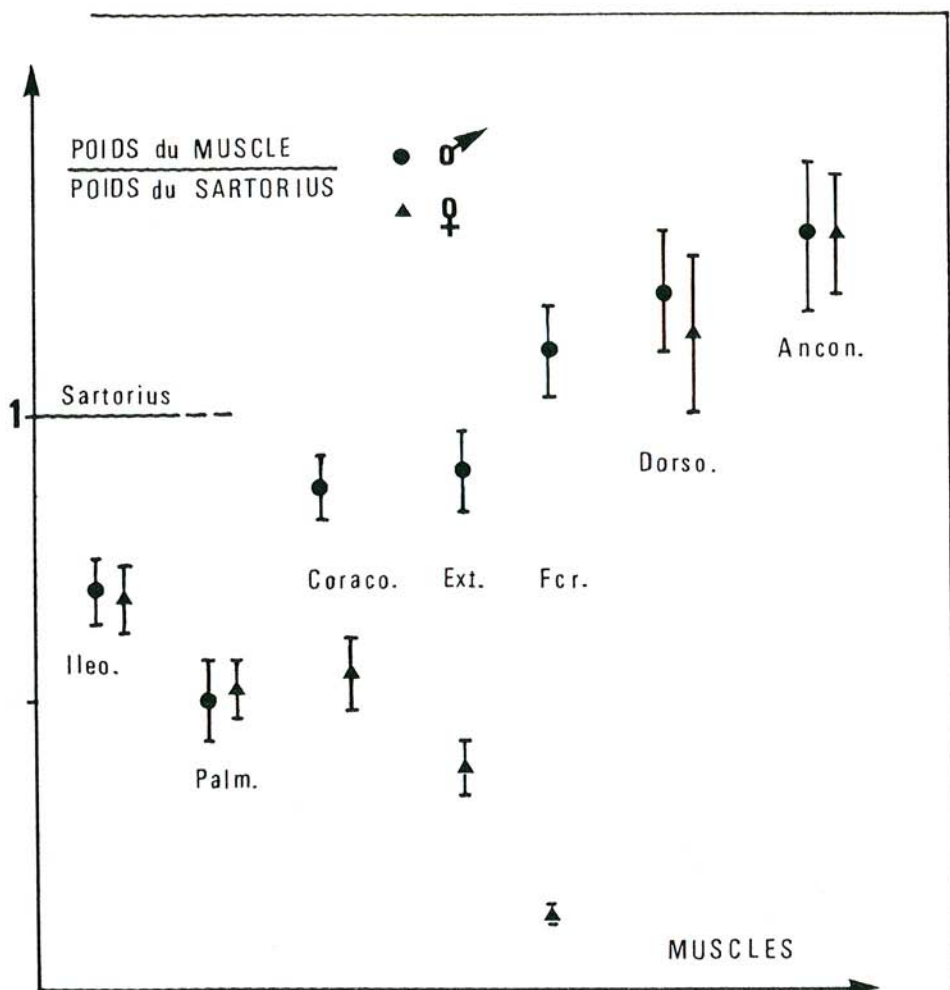 POIDS du MUSCLE
POIDS du SARTORIUS
♂
♀
Ancon.
1
Sartorius
Dorso.
Coraco.
Ext.
Fcr.
Ileo.
Palm.
MUSCLES